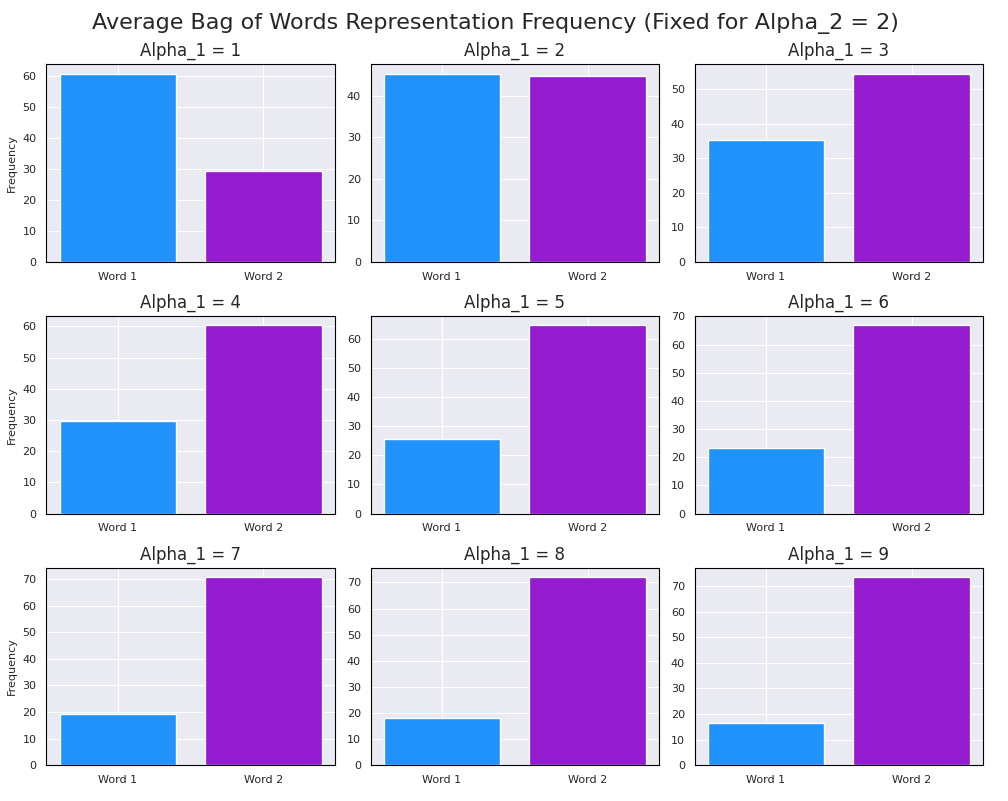 Average Bag of Words Representation Frequency (Fixed for Alpha_2 = 2)
Alpha_1 = 1
60
50
40
30
20
10
0
Frequency
Word 1 Word 2
Alpha_1 = 2
40
30
20
10
0
Word 1 Word 2
Alpha_1 = 3
50
40
30
20
10
0
Word 1 Word 2
Alpha_1 = 4
60
50
40
30
20
10
0
Frequency
Word 1 Word 2
Alpha_1 = 5
60
50
40
30
20
10
0
Word 1 Word 2
Alpha_1 = 6
70
60
50
40
30
20
10
0
Word 1 Word 2
Alpha_1 = 7
70
60
50
40
30
20
10
0
Frequency
Word 1 Word 2
Alpha_1 = 8
70
60
50
40
30
20
10
0
Word 1 Word 2
Alpha_1 = 9
70
60
50
40
30
20
10
0
Word 1 Word 2